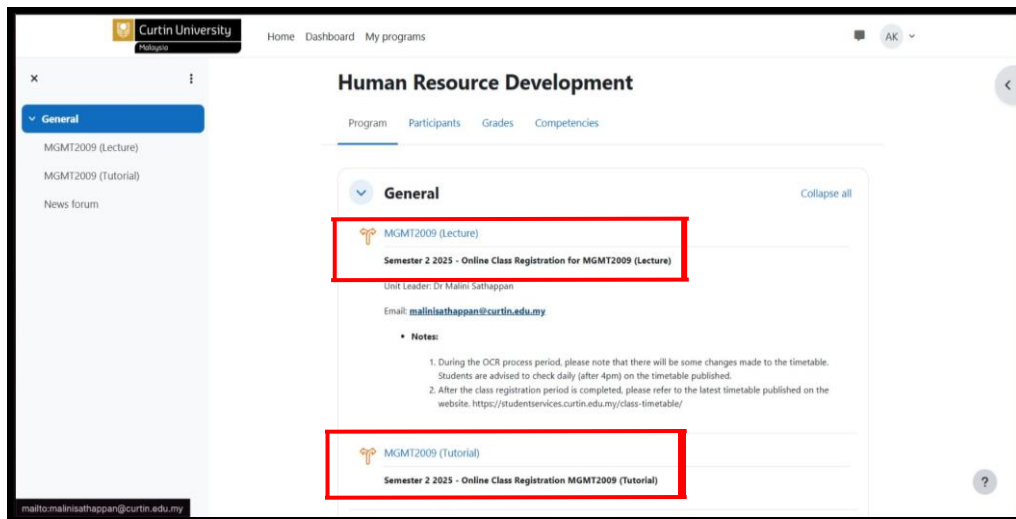 Curtin University
Malaysia
Home Dashboard My programs
AK
General
MGMT2009 (Lecture)
MGMT2009 (Tutorial)
News forum
Human Resource Development
Program Participants Grades Competencies
General
Collapse all
MGMT2009 (Lecture)
Semester 2 2025 - Online Class Registration for MGMT2009 (Lecture)
Unit Leader: Dr Malini Sathappan
Email: malinisathappan@curtin.edu.my
• Notes:
1. During the OCR process period, please note that there will be some changes made to the timetable.
Students are advised to check daily (after 4pm) on the timetable published.
2. After the class registration period is completed, please refer to the latest timetable published on the
website. https://studentservices.curtin.edu.my/class-timetable/
MGMT2009 (Tutorial)
Semester 2 2025 - Online Class Registration MGMT2009 (Tutorial)
?
mailto:malinisathappan@curtin.edu.my